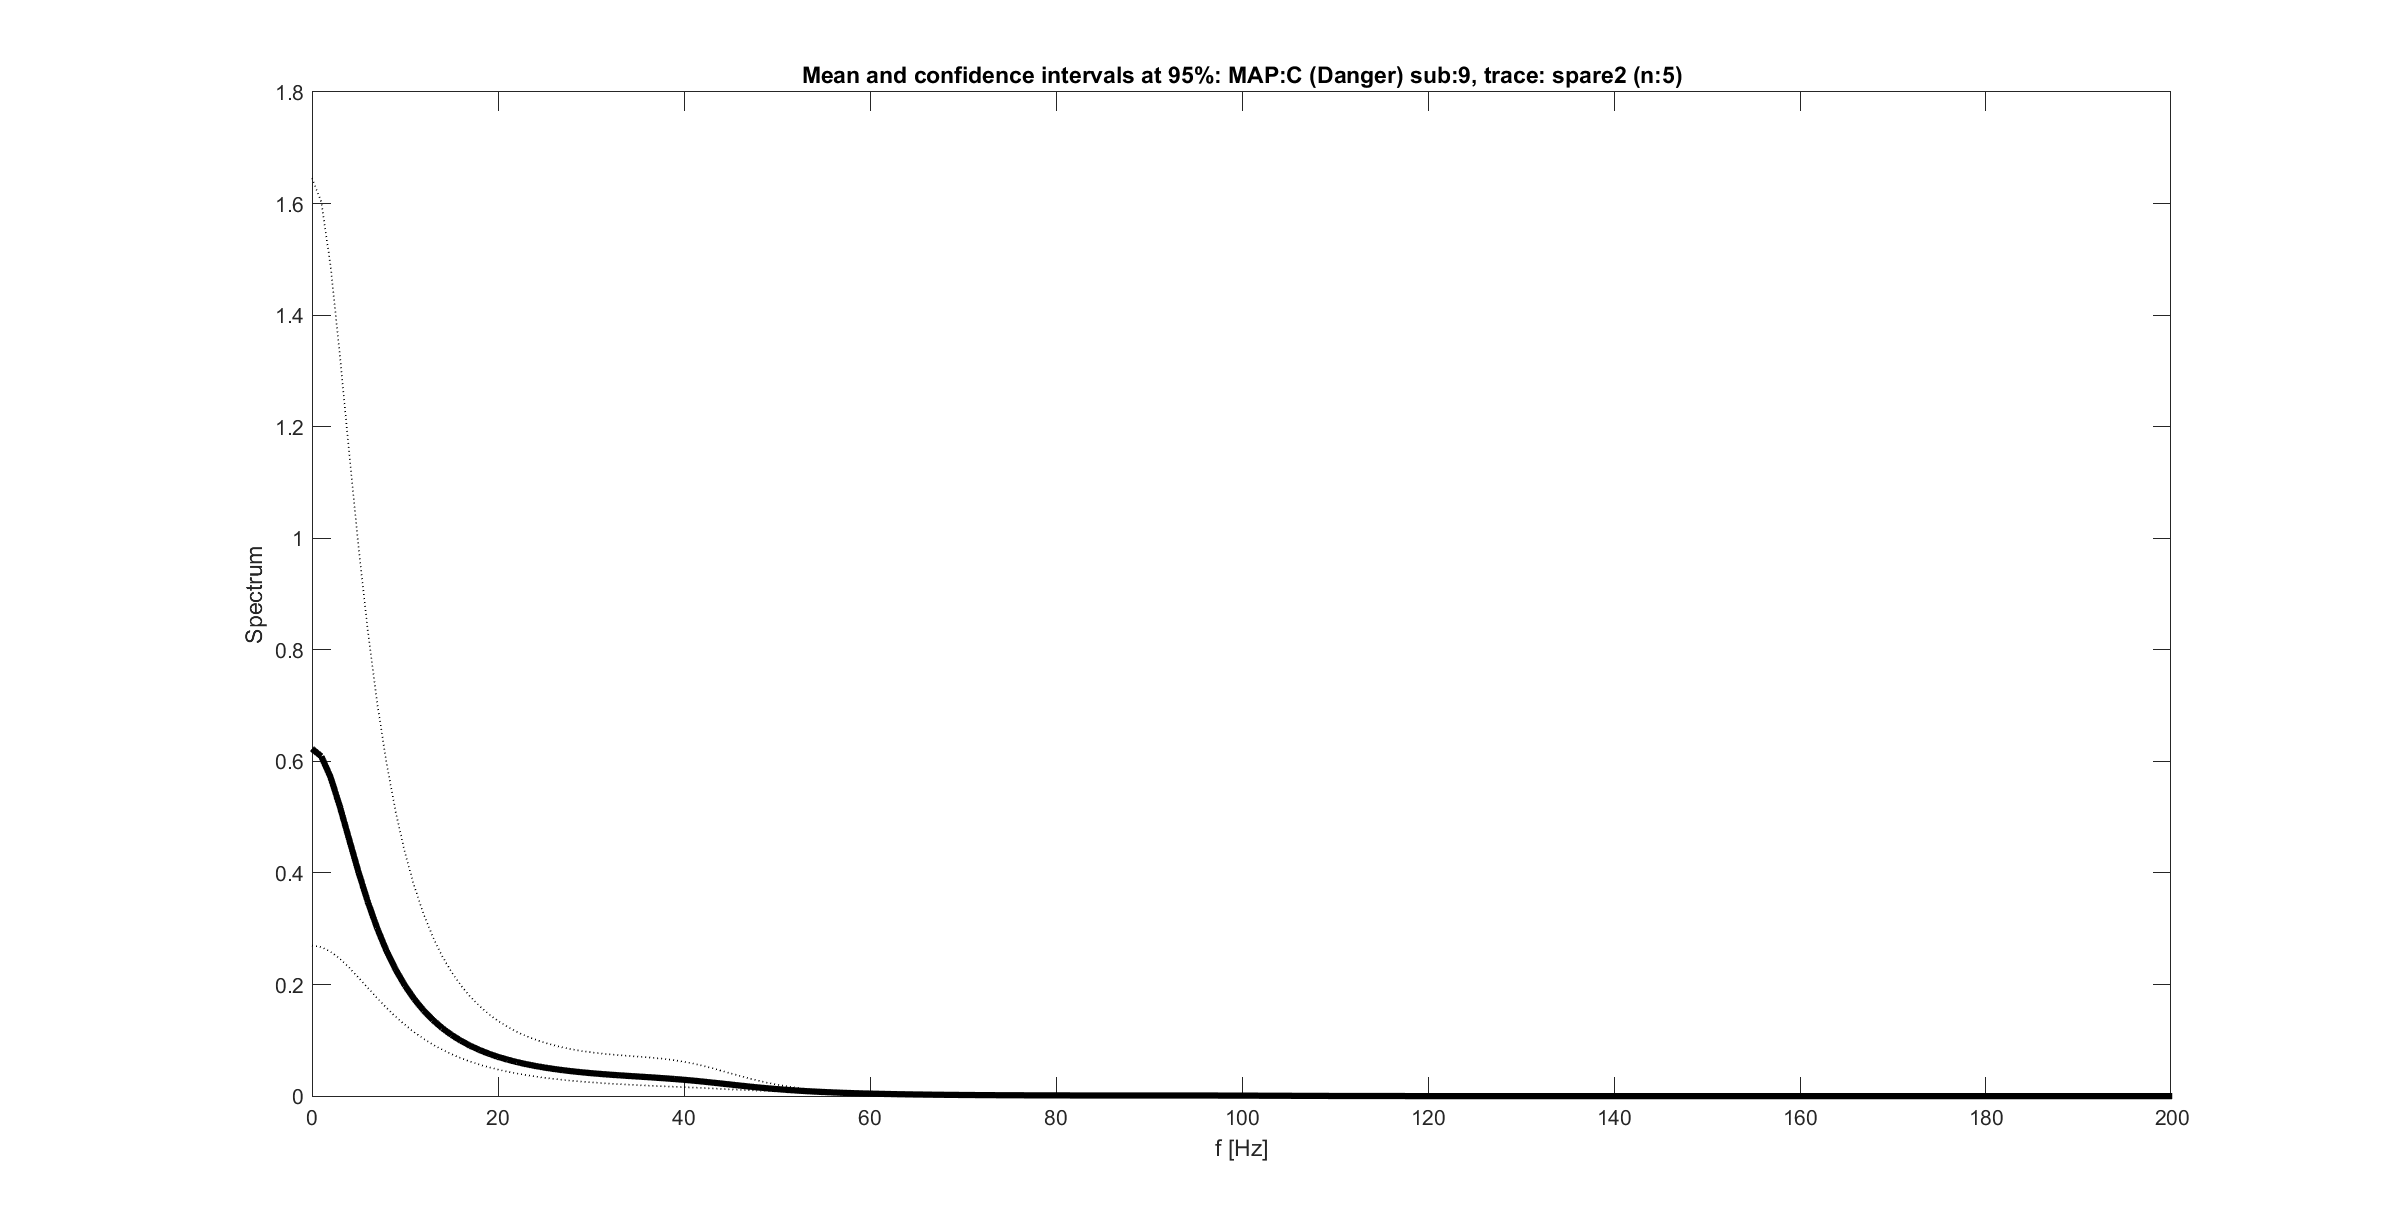 Mean and confidence intervals at 95%: MAP:C (Danger) sub:9, trace: spare2 (n:5)
1.8
1.6
1.4
1.2
1
0.8
0.6
0.4
0.2
0
Spectrum
0 20 40 60 80 100 120 140 160 180 200
f [Hz]